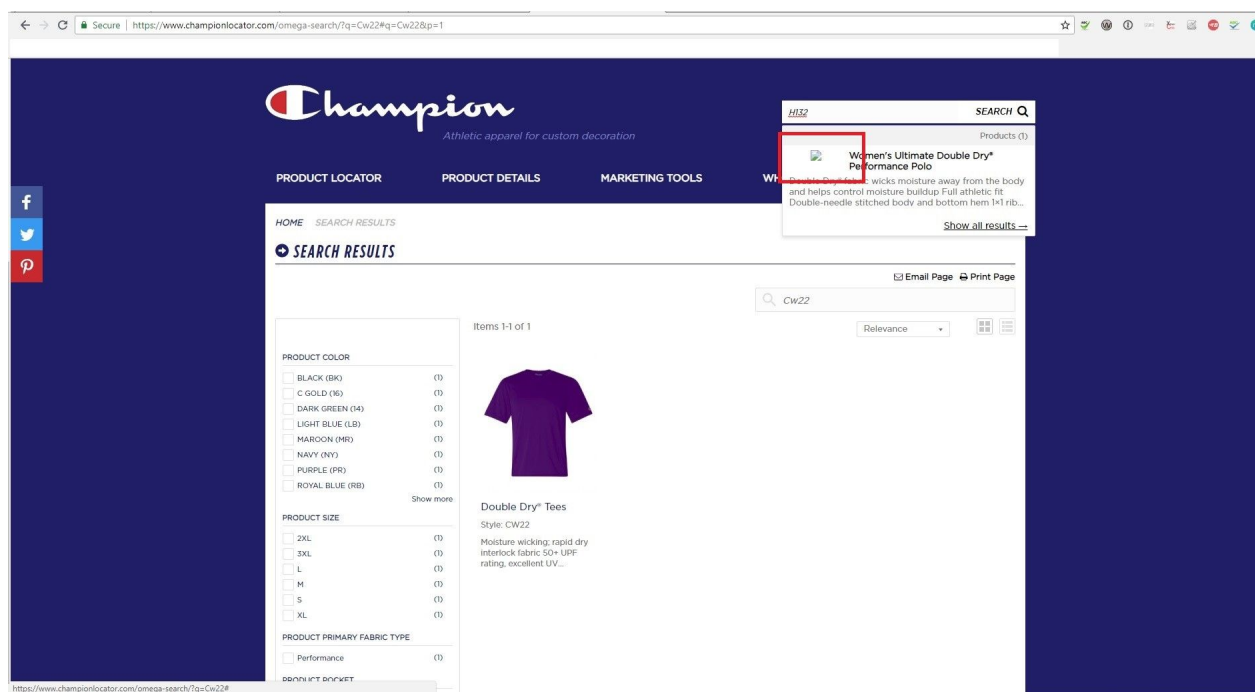 Secure | https://www.championlocator.com/omega-search/?q=Cw22#q=Cw22&p=1
Champion
Athletic apparel for custom decoration
H132 SEARCH
Products (1)
Women's Ultimate Double Dry®
Performance Polo
Double Dry® fabric wicks moisture away from the body
and helps control moisture buildup Full athletic fit
Double-needle stitched body and bottom hem 1×1 rib...
Show all results →
PRODUCT LOCATOR PRODUCT DETAILS MARKETING TOOLS
HOME SEARCH RESULTS
SEARCH RESULTS
Email Page Print Page
Cw22
Items 1-1 of 1
Relevance
PRODUCT COLOR
BLACK (BK) (1)
C GOLD (16) (1)
DARK GREEN (14) (1)
LIGHT BLUE (LB) (1)
MAROON (MR) (1)
NAVY (NY) (1)
PURPLE (PR) (1)
ROYAL BLUE (RB) (1)
Show more
PRODUCT SIZE
2XL (1)
3XL (1)
L (1)
M (1)
S (1)
XL (1)
PRODUCT PRIMARY FABRIC TYPE
Performance (1)
PRODUCT POCKET
Double Dry® Tees
Style: CW22
Moisture wicking; rapid dry
interlock fabric 50+ UPF
rating, excellent UV...
https://www.championlocator.com/omega-search/?q=Cw22#